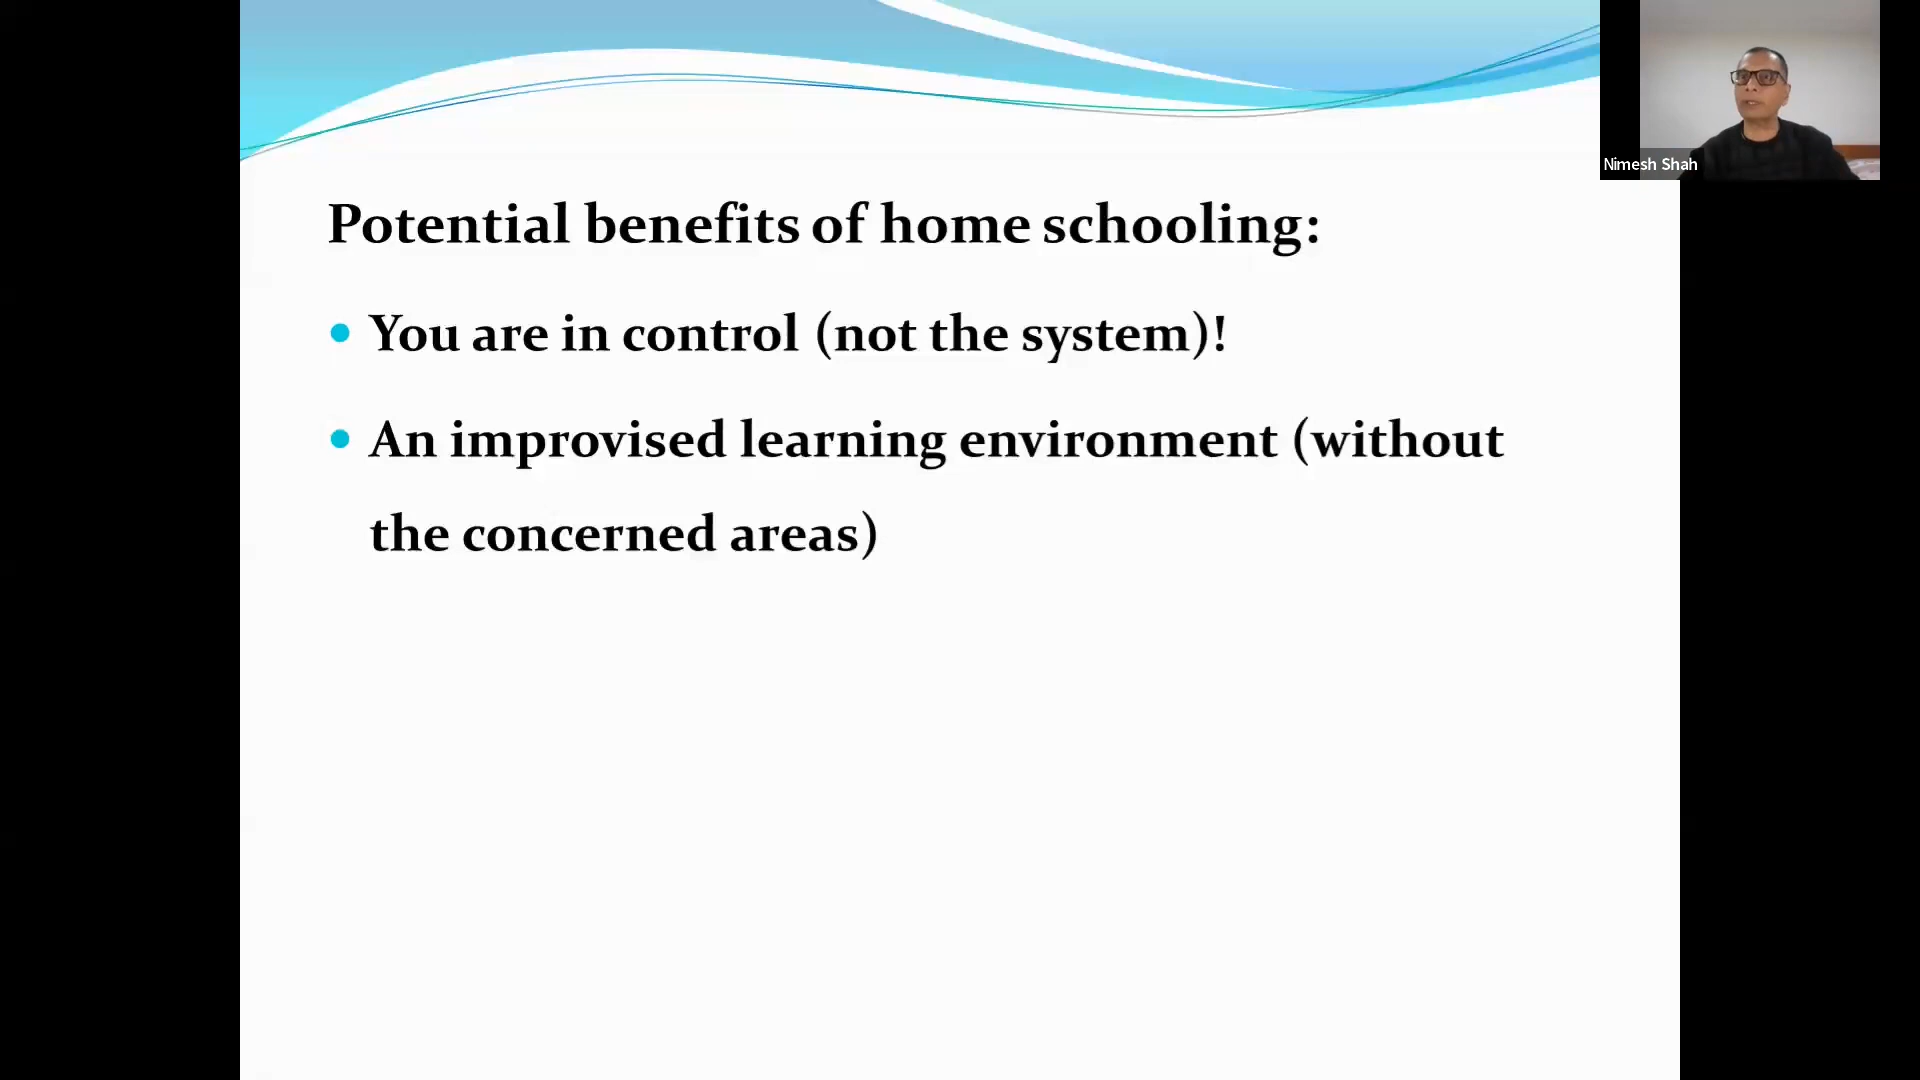 Nimesh Shah
Potential benefits of home schooling:
• You are in control (not the system)!
• An improvised learning environment (without
the concerned areas)